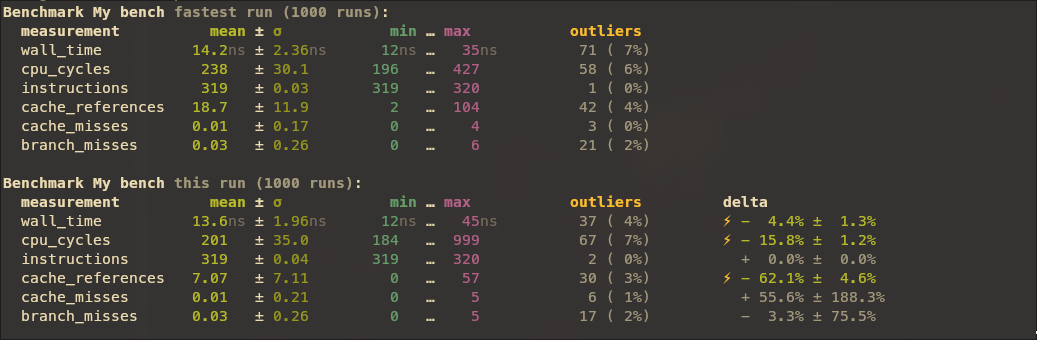 Benchmark My bench fastest run (1000 runs):
measurement mean ± σ min … max outliers
wall_time 14.2ns ± 2.36ns 12ns … 35ns 71 ( 7%)
cpu_cycles 238 ± 30.1 196 … 427 58 ( 6%)
instructions 319 ± 0.03 319 … 320 1 ( 0%)
cache_references 18.7 ± 11.9 2 … 104 42 ( 4%)
cache_misses 0.01 ± 0.17 0 … 4 3 ( 0%)
branch_misses 0.03 ± 0.26 0 … 6 21 ( 2%)
Benchmark My bench this run (1000 runs):
measurement mean ± σ min … max outliers delta
wall_time 13.6ns ± 1.96ns 12ns … 45ns 37 ( 4%) ⚡ − 4.4% ± 1.3%
cpu_cycles 201 ± 35.0 184 … 999 67 ( 7%) ⚡ − 15.8% ± 1.2%
instructions 319 ± 0.04 319 … 320 2 ( 0%) + 0.0% ± 0.0%
cache_references 7.07 ± 7.11 0 … 57 30 ( 3%) ⚡ − 62.1% ± 4.6%
cache_misses 0.01 ± 0.21 0 … 5 6 ( 1%) + 55.6% ± 188.3%
branch_misses 0.03 ± 0.26 0 … 5 17 ( 2%) − 3.3% ± 75.5%